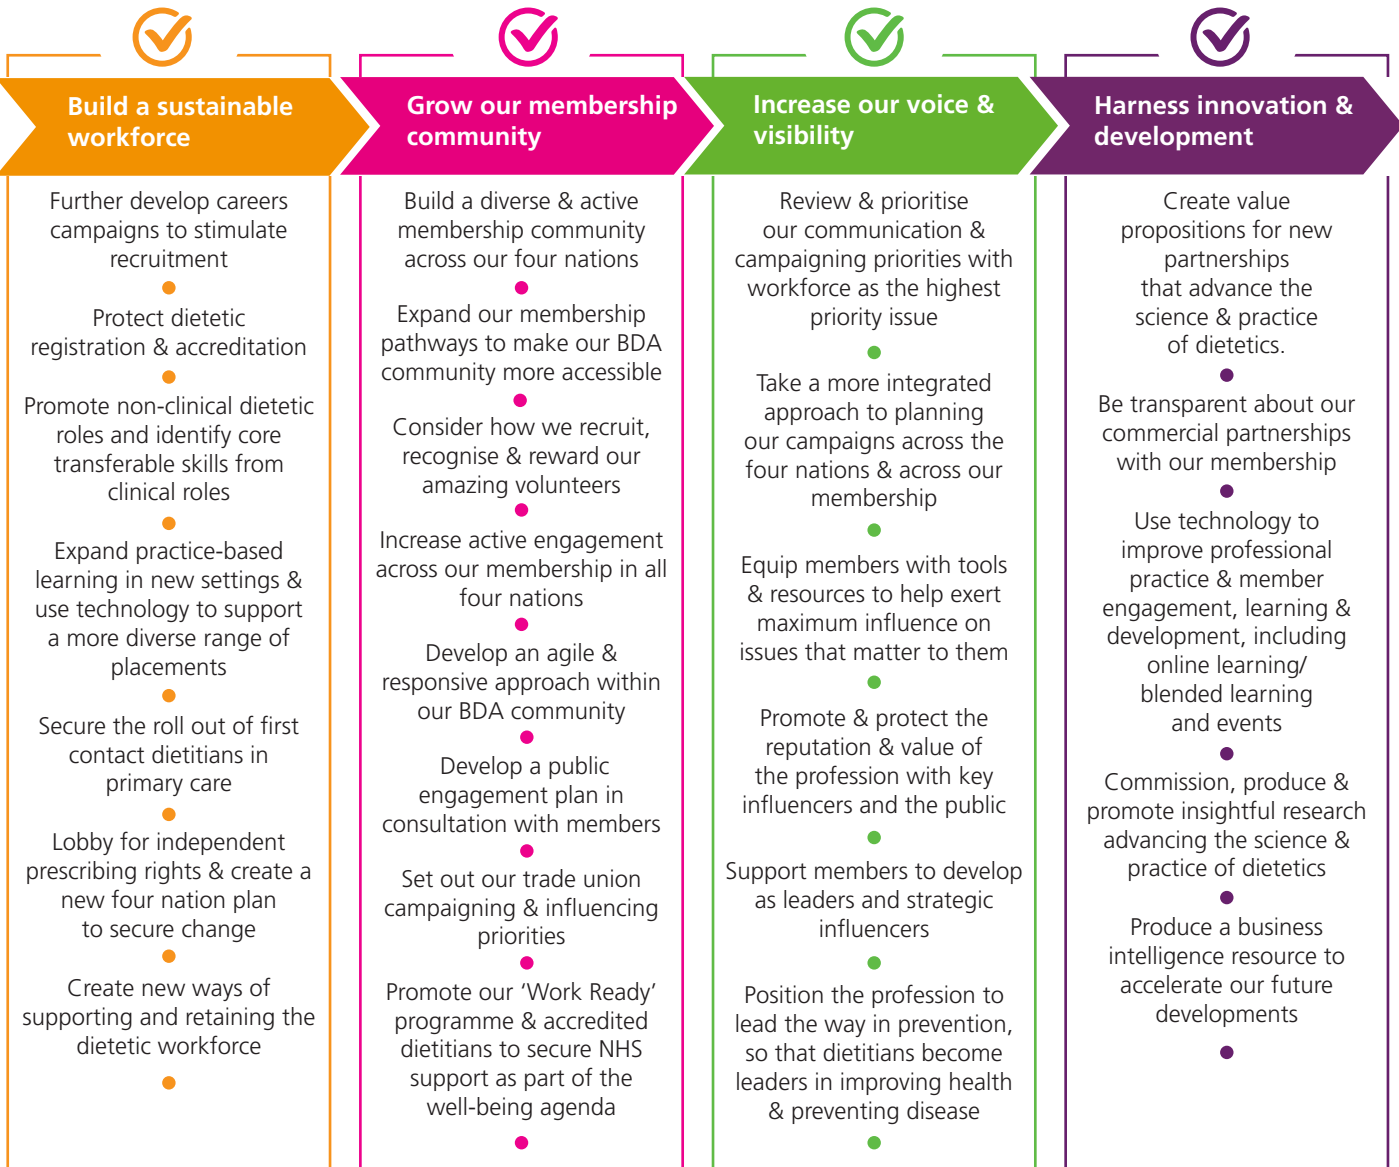 Build a sustainable
workforce
Further develop careers
campaigns to stimulate
recruitment
Protect dietetic
registration & accreditation
Promote non-clinical dietetic
roles and identify core
transferable skills from
clinical roles
Expand practice-based
learning in new settings &
use technology to support
a more diverse range of
placements
Secure the roll out of first
contact dietitians in
primary care
Lobby for independent
prescribing rights & create a
new four nation plan
to secure change
Create new ways of
supporting and retaining the
dietetic workforce
Grow our membership
community
Build a diverse & active
membership community
across our four nations
Expand our membership
pathways to make our BDA
community more accessible
Consider how we recruit,
recognise & reward our
amazing volunteers
Increase active engagement
across our membership in all
four nations
Develop an agile &
responsive approach within
our BDA community
Develop a public
engagement plan in
consultation with members
Set out our trade union
campaigning & influencing
priorities
Promote our ‘Work Ready’
programme & accredited
dietitians to secure NHS
support as part of the
well-being agenda
Increase our voice &
visibility
Review & prioritise
our communication &
campaigning priorities with
workforce as the highest
priority issue
Take a more integrated
approach to planning
our campaigns across the
four nations & across our
membership
Equip members with tools
& resources to help exert
maximum influence on
issues that matter to them
Promote & protect the
reputation & value of
the profession with key
influencers and the public
Support members to develop
as leaders and strategic
influencers
Position the profession to
lead the way in prevention,
so that dietitians become
leaders in improving health
& preventing disease
Harness innovation &
development
Create value
propositions for new
partnerships
that advance the
science & practice
of dietetics.
Be transparent about our
commercial partnerships
with our membership
Use technology to
improve professional
practice & member
engagement, learning &
development, including
online learning/
blended learning
and events
Commission, produce &
promote insightful research
advancing the science &
practice of dietetics
Produce a business
intelligence resource to
accelerate our future
developments